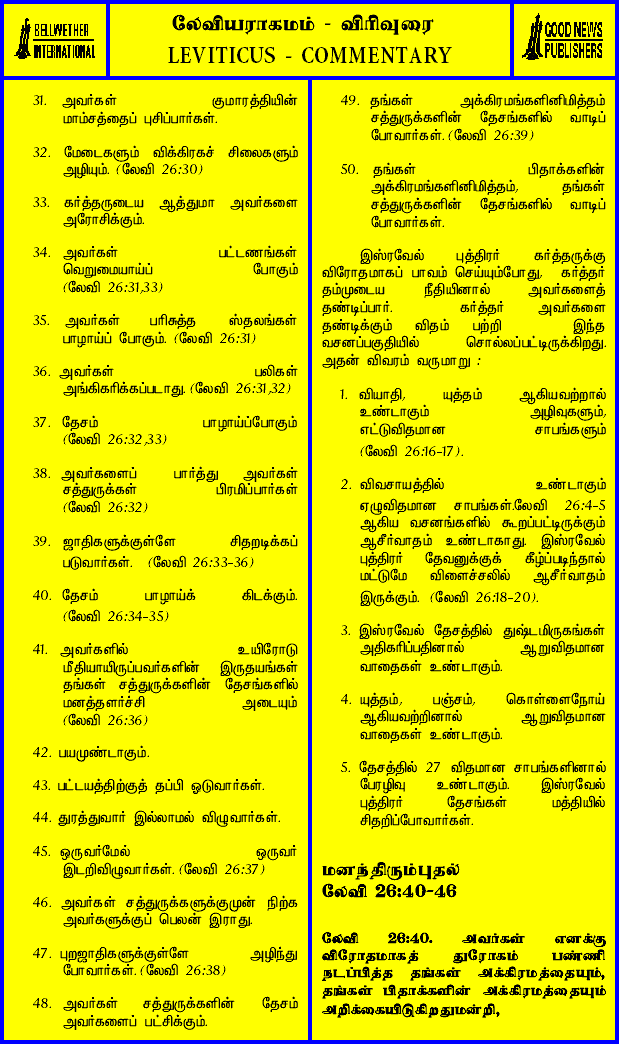 BELLWETHER
INTERNATIONAL
லேவியராகமம் - விரிவுரை
LEVITICUS - COMMENTARY
GOOD NEWS
PUBLISHERS
31. அவர்கள் குமாரத்தியின்
மாம்சத்தைப் புசிப்பார்கள்.
32. மேடைகளும் விக்கிரகச் சிலைகளும்
அழியும். (லேவி 26:30)
33. கர்த்தருடைய ஆத்துமா அவர்களை
அரோசிக்கும்.
34. அவர்கள் பட்டணங்கள்
வெறுமையாய்ப் போகும்
(லேவி 26:31,33)
35. அவர்கள் பரிசுத்த ஸ்தலங்கள்
பாழாய்ப் போகும். (லேவி 26:31)
36. அவர்கள் பலிகள்
அங்கிகரிக்கப்படாது. (லேவி 26:31,32)
37. தேசம் பாழாய்ப்போகும்
(லேவி 26:32,33)
38. அவர்களைப் பார்த்து அவர்கள்
சத்துருக்கள் பிரமிப்பார்கள்
(லேவி 26:32)
39. ஜாதிகளுக்குள்ளே சிதறடிக்கப்
படுவார்கள். (லேவி 26:33-36)
40. தேசம் பாழாய்க் கிடக்கும்.
(லேவி 26:34-35)
41. அவர்களில் உயிரோடு
மீதியாயிருப்பவர்களின் இருதயங்கள்
தங்கள் சத்துருக்களின் தேசங்களில்
மனத்தளர்ச்சி அடையும்
(லேவி 26:36)
42. பயமுண்டாகும்.
43. பட்டயத்திற்குத் தப்பி ஓடுவார்கள்.
44. துரத்துவார் இல்லாமல் விழுவார்கள்.
45. ஒருவர்மேல் ஒருவர்
இடறிவிழுவார்கள். (லேவி 26:37)
46. அவர்கள் சத்துருக்களுக்குமுன் நிற்க
அவர்களுக்குப் பெலன் இராது.
47. புறஜாதிகளுக்குள்ளே அழிந்து
போவார்கள். (லேவி 26:38)
48. அவர்கள் சத்துருக்களின் தேசம்
அவர்களைப் பட்சிக்கும்.
49. தங்கள் அக்கிரமங்களினிமித்தம்
சத்துருக்களின் தேசங்களில் வாடிப்
போவார்கள். (லேவி 26:39)
50. தங்கள் பிதாக்களின்
அக்கிரமங்களினிமித்தம், தங்கள்
சத்துருக்களின் தேசங்களில் வாடிப்
போவார்கள்.
இஸ்ரவேல் புத்திரர் கர்த்தருக்கு
விரோதமாகப் பாவம் செய்யும்போது, கர்த்தர்
தம்முடைய நீதியினால் அவர்களைத்
தண்டிப்பார். கர்த்தர் அவர்களை
தண்டிக்கும் விதம் பற்றி இந்த
வசனப்பகுதியில் சொல்லப்பட்டிருக்கிறது.
அதன் விவரம் வருமாறு :
1. வியாதி, யுத்தம் ஆகியவற்றால்
உண்டாகும் அழிவுகளும்,
எட்டுவிதமான சாபங்களும்
(லேவி 26:16-17).
2. விவசாயத்தில் உண்டாகும்
ஏழுவிதமான சாபங்கள்.லேவி 26:4-5
ஆகிய வசனங்களில் கூறப்பட்டிருக்கும்
ஆசீர்வாதம் உண்டாகாது. இஸ்ரவேல்
புத்திரர் தேவனுக்குக் கீழ்ப்படிந்தால்
மட்டுமே விளைச்சலில் ஆசீர்வாதம்
இருக்கும். (லேவி 26:18-20).
3. இஸ்ரவேல் தேசத்தில் துஷ்டமிருகங்கள்
அதிகரிப்பதினால் ஆறுவிதமான
வாதைகள் உண்டாகும்.
4. யுத்தம், பஞ்சம், கொள்ளைநோய்
ஆகியவற்றினால் ஆறுவிதமான
வாதைகள் உண்டாகும்.
5. தேசத்தில் 27 விதமான சாபங்களினால்
பேரழிவு உண்டாகும். இஸ்ரவேல்
புத்திரர் தேசங்கள் மத்தியில்
சிதறிப்போவார்கள்.
மனந்திரும்புதல்
லேவி 26:40-46
லேவி 26:40. அவர்கள் எனக்கு
விரோதமாகத் துரோகம் பண்ணி
நடப்பித்த தங்கள் அக்கிரமத்தையும்,
தங்கள் பிதாக்களின் அக்கிரமத்தையும்
அறிக்கையிடுகிறதுமன்றி,